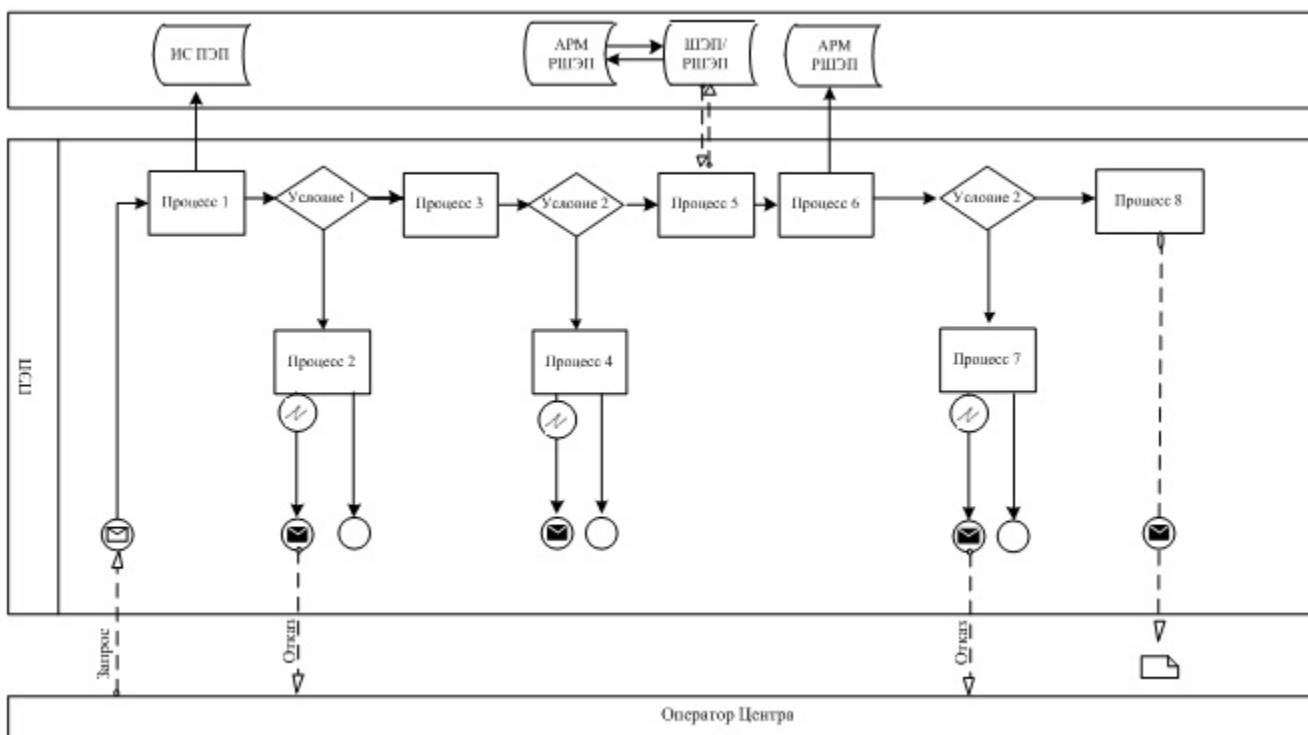 ИС ПЭП
АРМ
РШЭП
ШЭП/
РШЭП
АРМ
РШЭП
Процесс 1
Условие 1
Процесс 3
Условие 2
Процесс 5
Процесс 6
Условие 2
Процесс 8
Процесс 2
Процесс 4
Процесс 7
ПЭП
Запрос
Отказ
Отказ
Оператор Центра